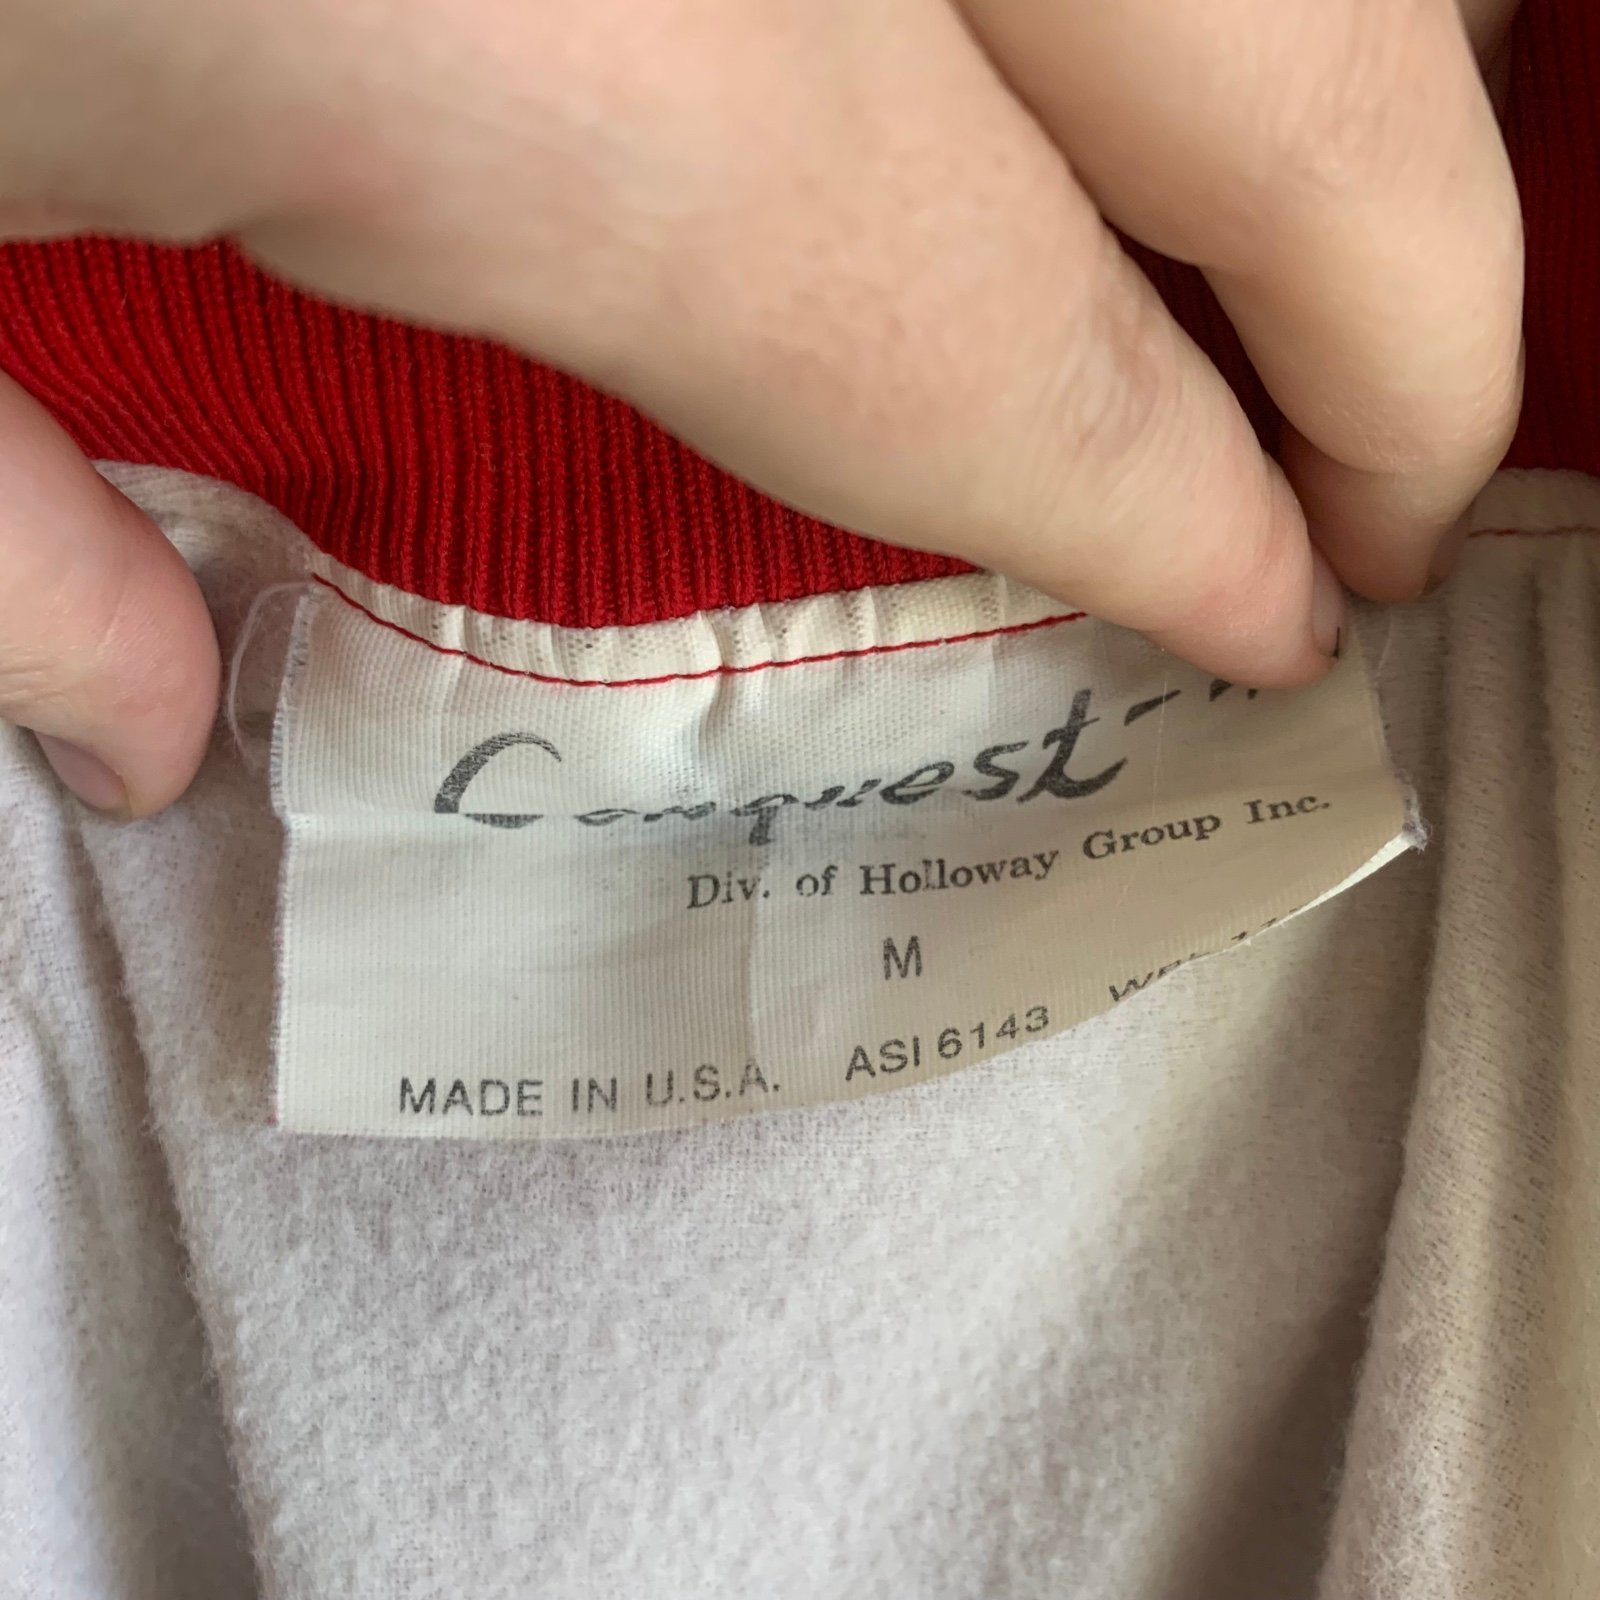 Conquest
Div. of Holloway Group Inc.
M
MADE IN U.S.A. ASI 6143